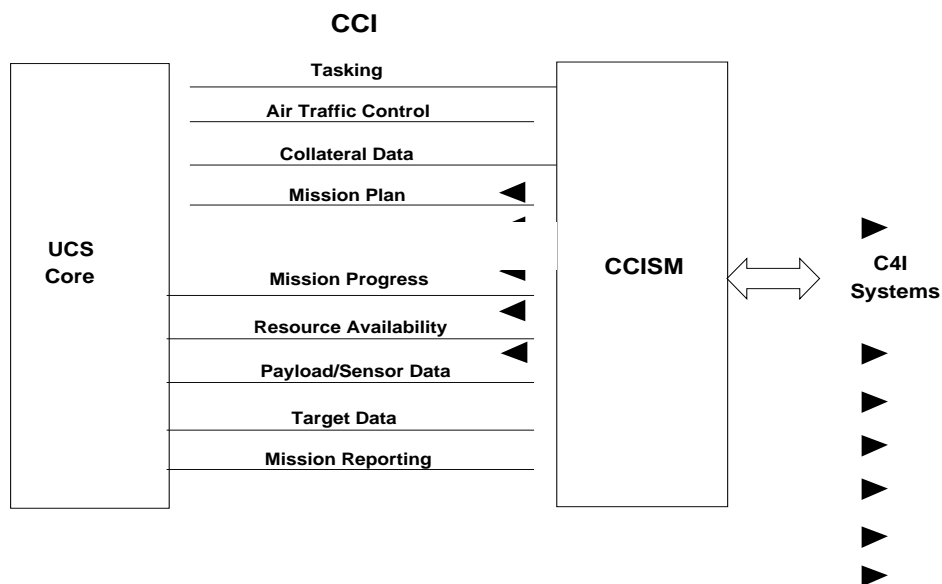 CCI
Tasking
Air Traffic Control
Collateral Data
Mission Plan
UCS
Core
Mission Progress
Resource Availability
Payload/Sensor Data
Target Data
Mission Reporting
CCISM
C4I
Systems